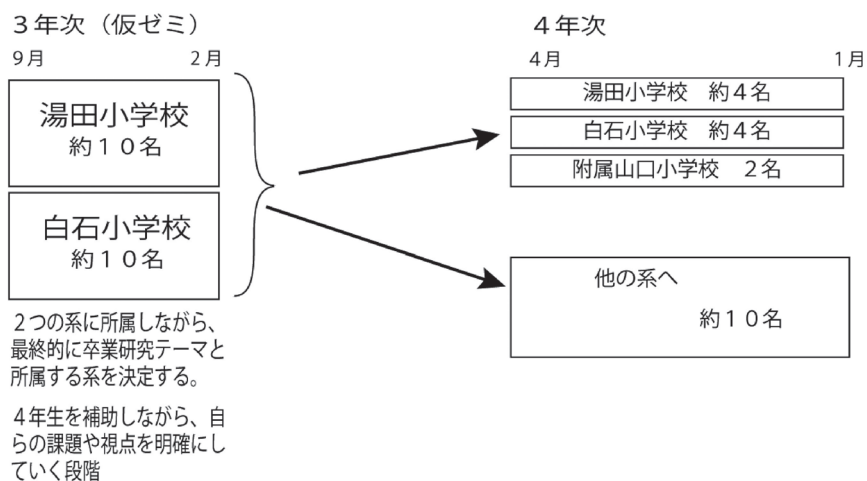 ３年次（仮ゼミ）
9月 2月
湯田小学校
約１０名
白石小学校
約１０名
２つの系に所属しながら、
最終的に卒業研究テーマと
所属する系を決定する。
４年生を補助しながら、自
らの課題や視点を明確にし
ていく段階
４年次
4月 1月
湯田小学校　約４名
白石小学校　約４名
附属山口小学校　２名
他の系へ
約１０名